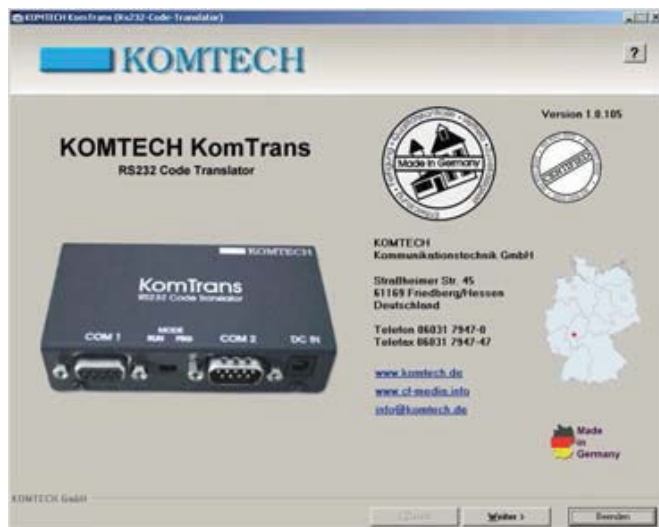 KOMTECH KomTrans (Rs232-Code-Translator)
KOMTECH
?
Version 1.0.105
KOMTECH KomTrans
RS232 Code Translator
Made in Germany
CERTIFIED
KOMTECH
Kommunikationstechnik GmbH
Straßheimer Str. 45
61169 Friedberg/Hessen
Deutschland
Telefon 06031 7947-0
Telefax 06031 7947-47
www.komtech.de
www.ct-media.info
info@komtech.de
KOMTECH
KomTrans
RS232 Code Translator
COM 1
MODE
RUN PRG
COM 2
DC IN
Made
in
Germany
KOMTECH GmbH
Weiter >
Beenden